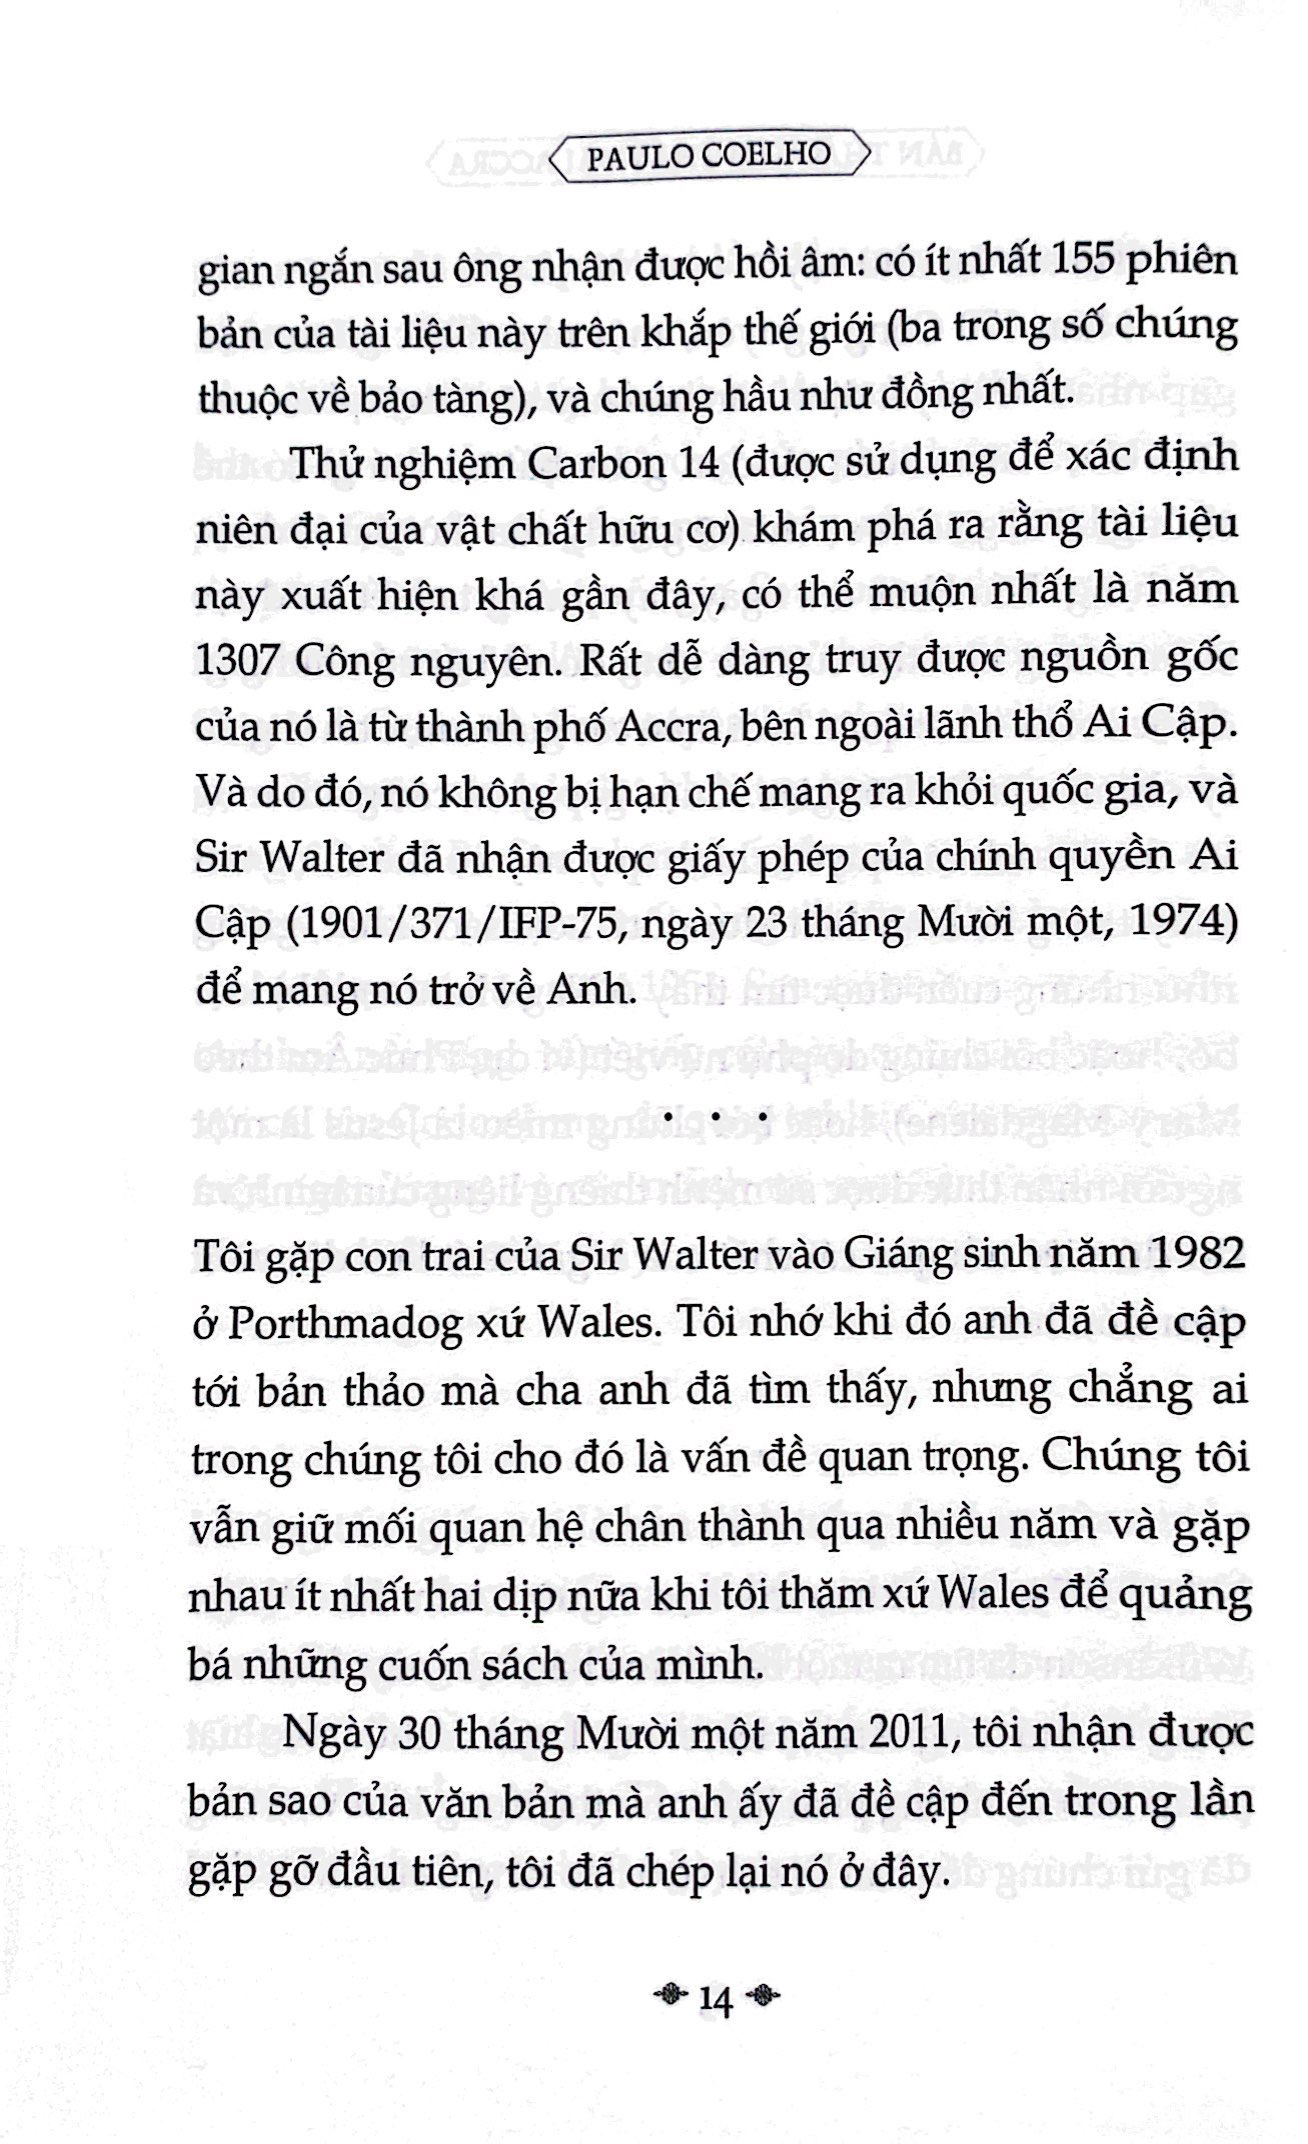 PAULO COELHO
gian ngắn sau ông nhận được hồi âm: có ít nhất 155 phiên
bản của tài liệu này trên khắp thế giới (ba trong số chúng
thuộc về bảo tàng), và chúng hầu như đồng nhất.
Thử nghiệm Carbon 14 (được sử dụng để xác định
niên đại của vật chất hữu cơ) khám phá ra rằng tài liệu
này xuất hiện khá gần đây, có thể muộn nhất là năm
1307 Công nguyên. Rất dễ dàng truy được nguồn gốc
của nó là từ thành phố Accra, bên ngoài lãnh thổ Ai Cập.
Và do đó, nó không bị hạn chế mang ra khỏi quốc gia, và
Sir Walter đã nhận được giấy phép của chính quyền Ai
Cập (1901/371/IFP-75, ngày 23 tháng Mười một, 1974)
để mang nó trở về Anh.
• • •
Tôi gặp con trai của Sir Walter vào Giáng sinh năm 1982
ở Porthmadog xứ Wales. Tôi nhớ khi đó anh đã đề cập
tới bản thảo mà cha anh đã tìm thấy, nhưng chẳng ai
trong chúng tôi cho đó là vấn đề quan trọng. Chúng tôi
vẫn giữ mối quan hệ chân thành qua nhiều năm và gặp
nhau ít nhất hai dịp nữa khi tôi thăm xứ Wales để quảng
bá những cuốn sách của mình.
Ngày 30 tháng Mười một năm 2011, tôi nhận được
bản sao của văn bản mà anh ấy đã đề cập đến trong lần
gặp gỡ đầu tiên, tôi đã chép lại nó ở đây.
14